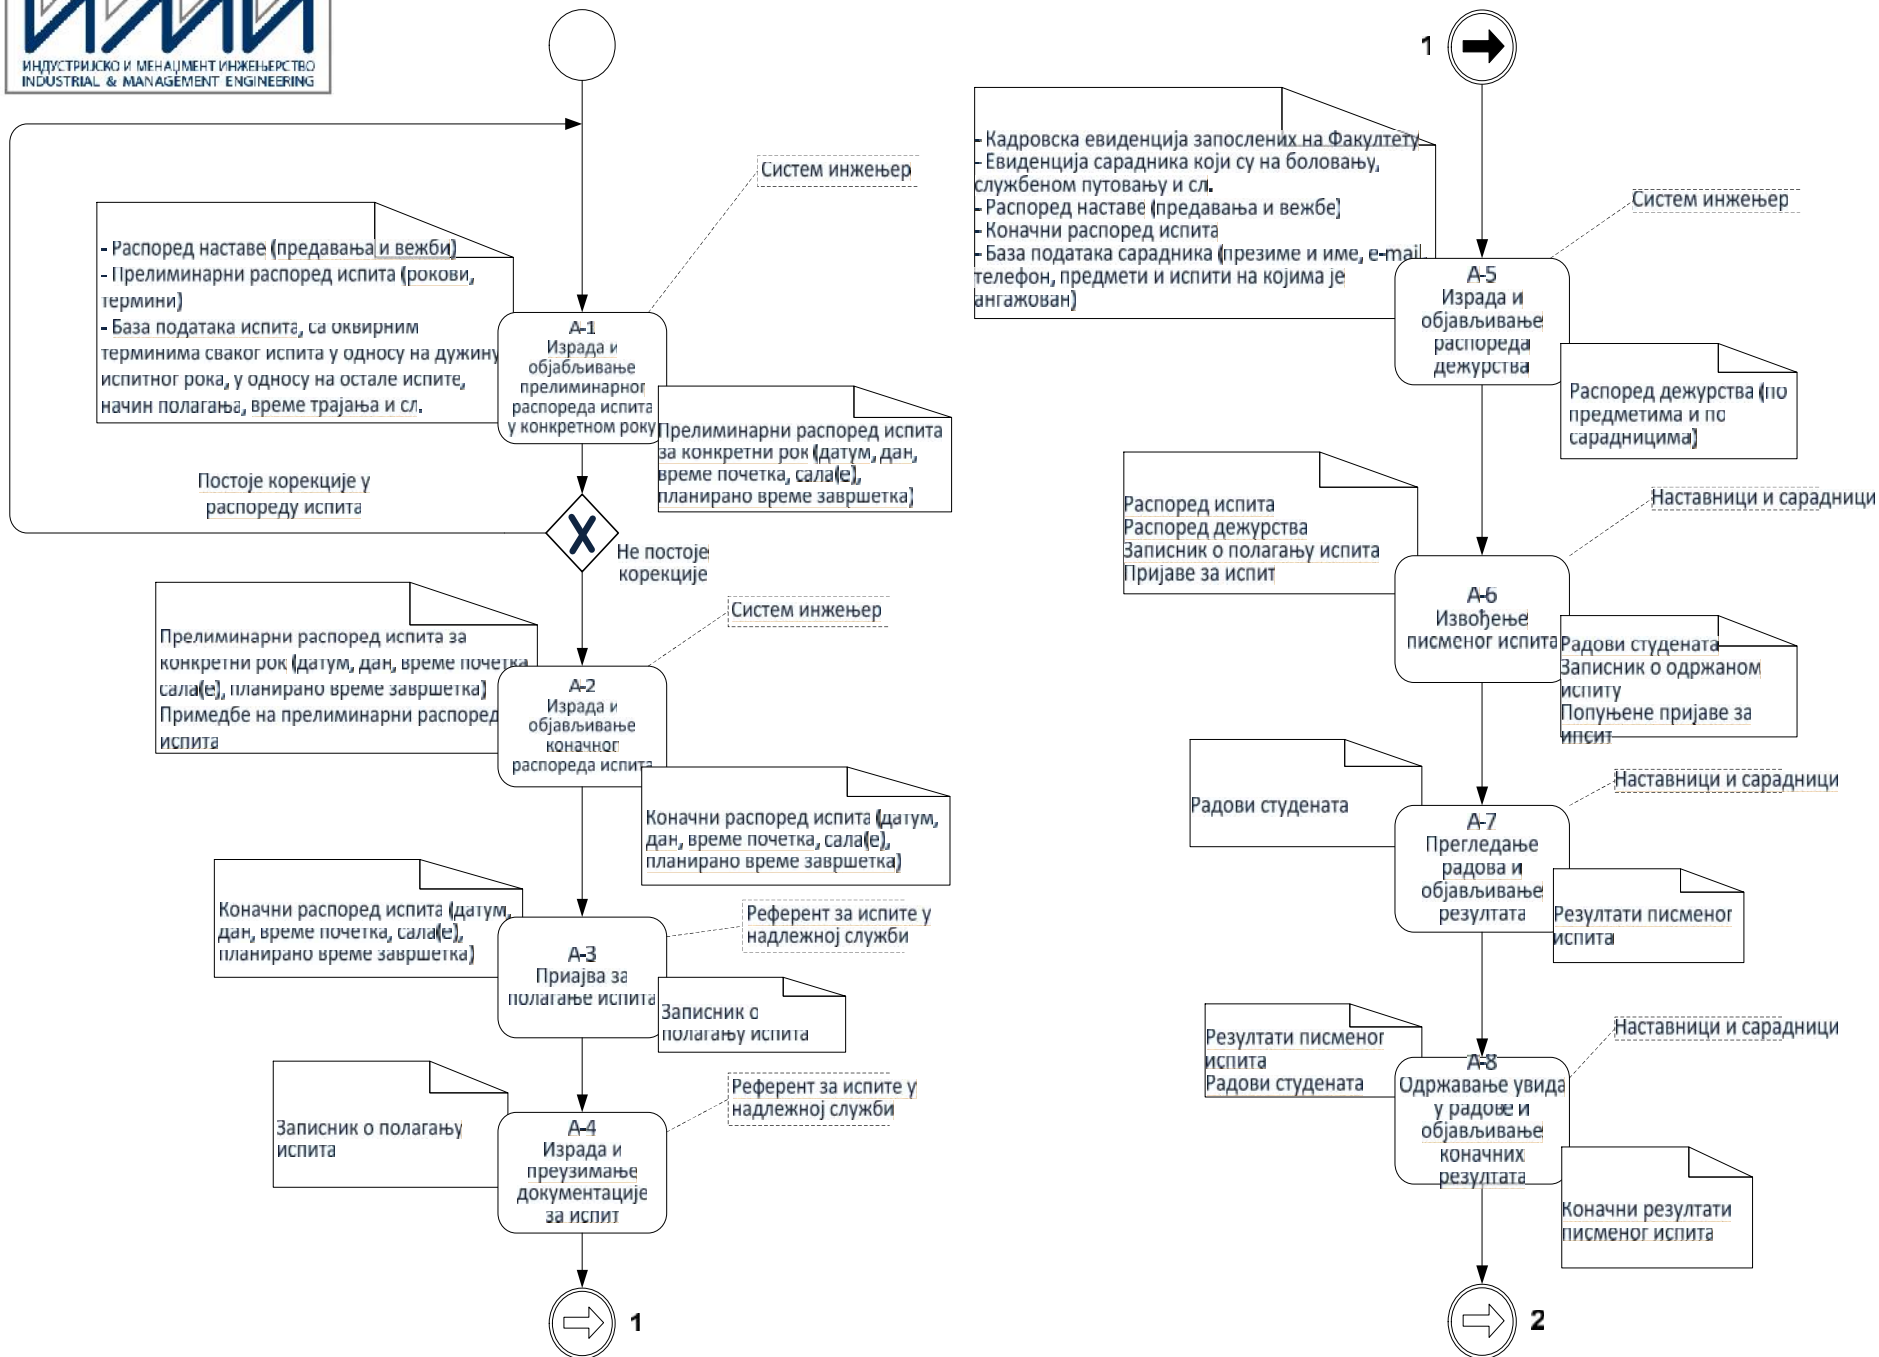 ИМИ
ИНДУСТРИЈСКО И МЕНАЏМЕНТ ИНЖЕЊЕРСТВО
INDUSTRIAL & MANAGEMENT ENGINEERING
Систем инжењер
- Распоред наставе (предавања и вежби)
- Прелиминарни распоред испита (рокови,
термини)
- База података испита, са оквирним
терминима сваког испита у односу на дужину
испитног рока, у односу на остале испите,
начин полагања, време трајања и сл.
А-1
Израда и
објабљивање
прелиминарног
распореда испита
у конкретном року
Прелиминарни распоред испита
за конкретни рок (датум, дан,
време почетка, сала(е),
планирано време завршетка)
Постоје корекције у
распореду испита
X
Не постоје
корекције
Систем инжењер
Прелиминарни распоред испита за
конкретни рок (датум, дан, време почетка,
сала(е), планирано време завршетка)
Примедбе на прелиминарни распоред
испита
А-2
Израда и
објављивање
коначног
распореда испита
Коначни распоред испита (датум,
дан, време почетка, сала(е),
планирано време завршетка)
Коначни распоред испита (датум,
дан, време почетка, сала(е),
планирано време завршетка)
Референт за испите у
надлежној служби
А-3
Приајва за
полагање испита
Записник о
полагању испита
Референт за испите у
надлежној служби
Записник о полагању
испита
А-4
Израда и
преузимање
документације
за испит
1
1
- Кадровска евиденција запослених на Факултету
- Евиденција сарадника који су на боловању,
службеном путовању и сл.
- Распоред наставе (предавања и вежбе)
- Коначни распоред испита
- База података сарадника (презиме и име, e-mail,
телефон, предмети и испити на којима је
ангажован)
Систем инжењер
А-5
Израда и
објављивање
распореда
дежурства
Распоред дежурства (по
предметима и по
сарадницима)
Наставници и сарадници
Распоред испита
Распоред дежурства
Записник о полагању испита
Пријаве за испит
А-6
Извођење
писменог испита
Радови студената
Записник о одржаном
испиту
Попуњене пријаве за
ипсит
Наставници и сарадници
Радови студената
А-7
Прегледање
радова и
објављивање
резултата
Резултати писменог
испита
Наставници и сарадници
Резултати писменог
испита
Радови студената
А-8
Одржавање увида
у радове и
објављивање
коначних
резултата
Коначни резултати
писменог испита
2